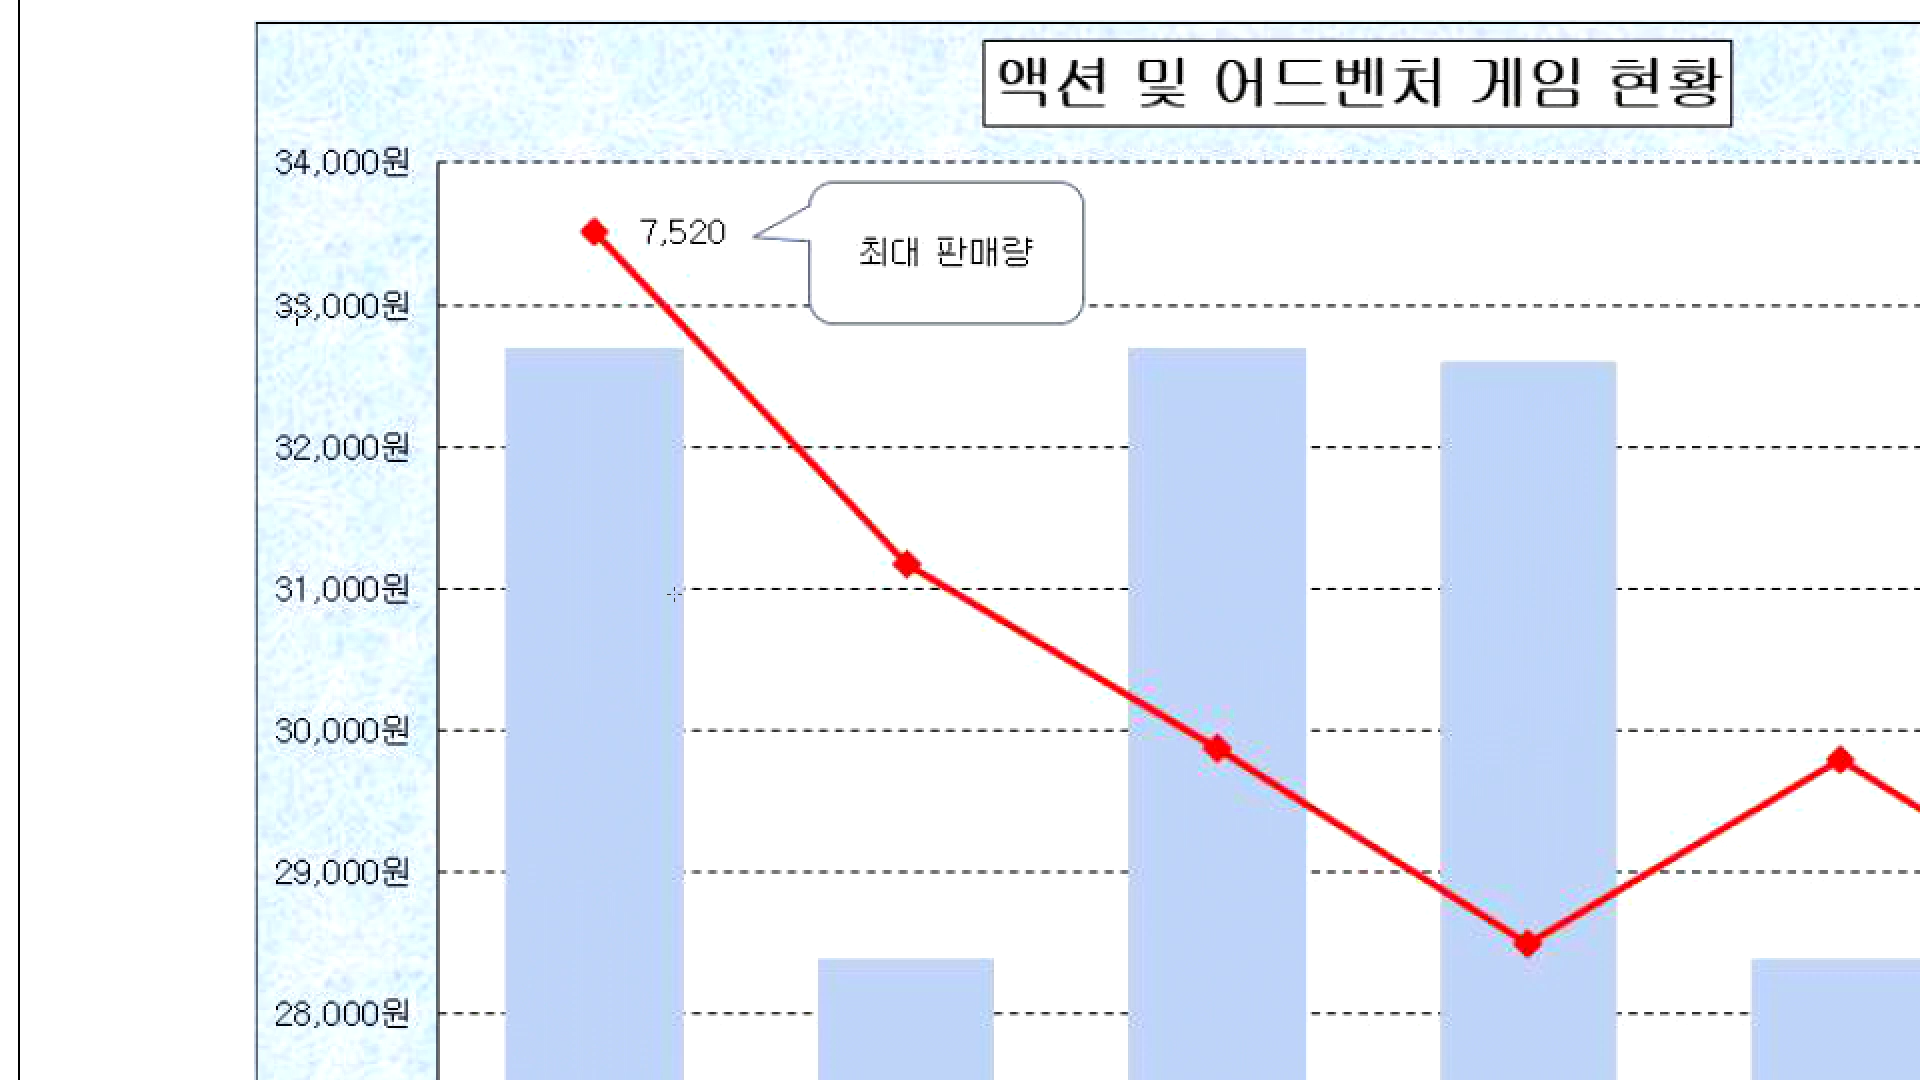 액션 및 어드벤처 게임 현황
34,000원
7,520
최대 판매량
33,000원
32,000원
31,000원
30,000원
29,000원
28,000원